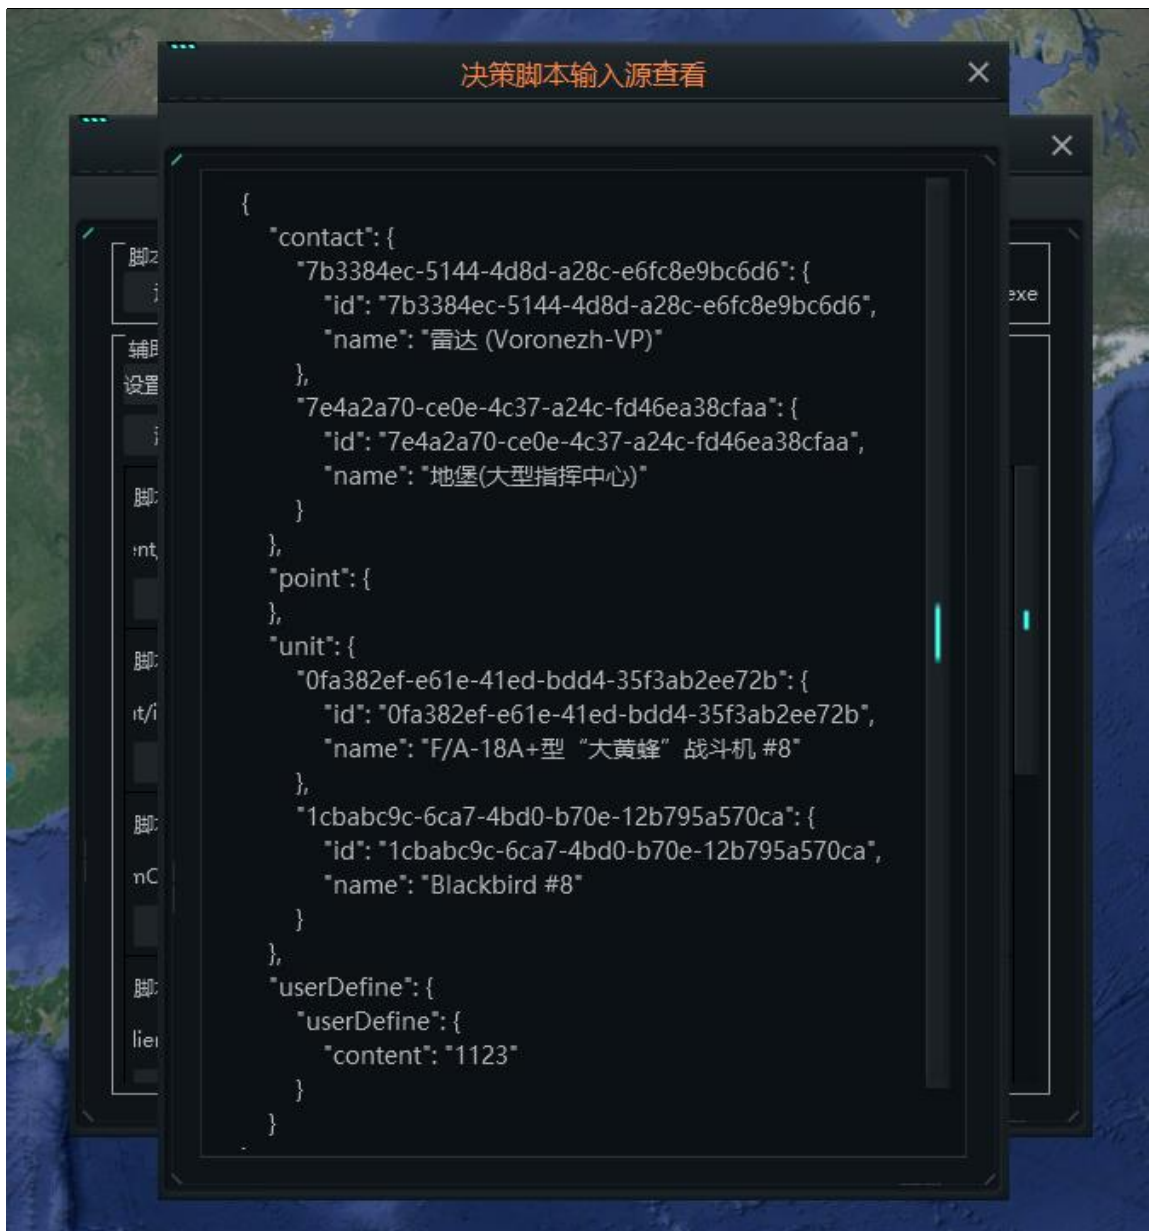 决策脚本输入源查看
{
"contact": {
"7b3384ec-5144-4d8d-a28c-e6fc8e9bc6d6": {
"id": "7b3384ec-5144-4d8d-a28c-e6fc8e9bc6d6",
"name": "雷达 (Voronezh-VP)"
},
"7e4a2a70-ce0e-4c37-a24c-fd46ea38cfaa": {
"id": "7e4a2a70-ce0e-4c37-a24c-fd46ea38cfaa",
"name": "地堡(大型指挥中心)"
}
},
"point": {
},
"unit": {
"0fa382ef-e61e-41ed-bdd4-35f3ab2ee72b": {
"id": "0fa382ef-e61e-41ed-bdd4-35f3ab2ee72b",
"name": "F/A-18A+型“大黄蜂”战斗机 #8"
},
"1cbabc9c-6ca7-4bd0-b70e-12b795a570ca": {
"id": "1cbabc9c-6ca7-4bd0-b70e-12b795a570ca",
"name": "Blackbird #8"
}
},
"userDefine": {
"userDefine": {
"content": "1123"
}
}
exe
设置